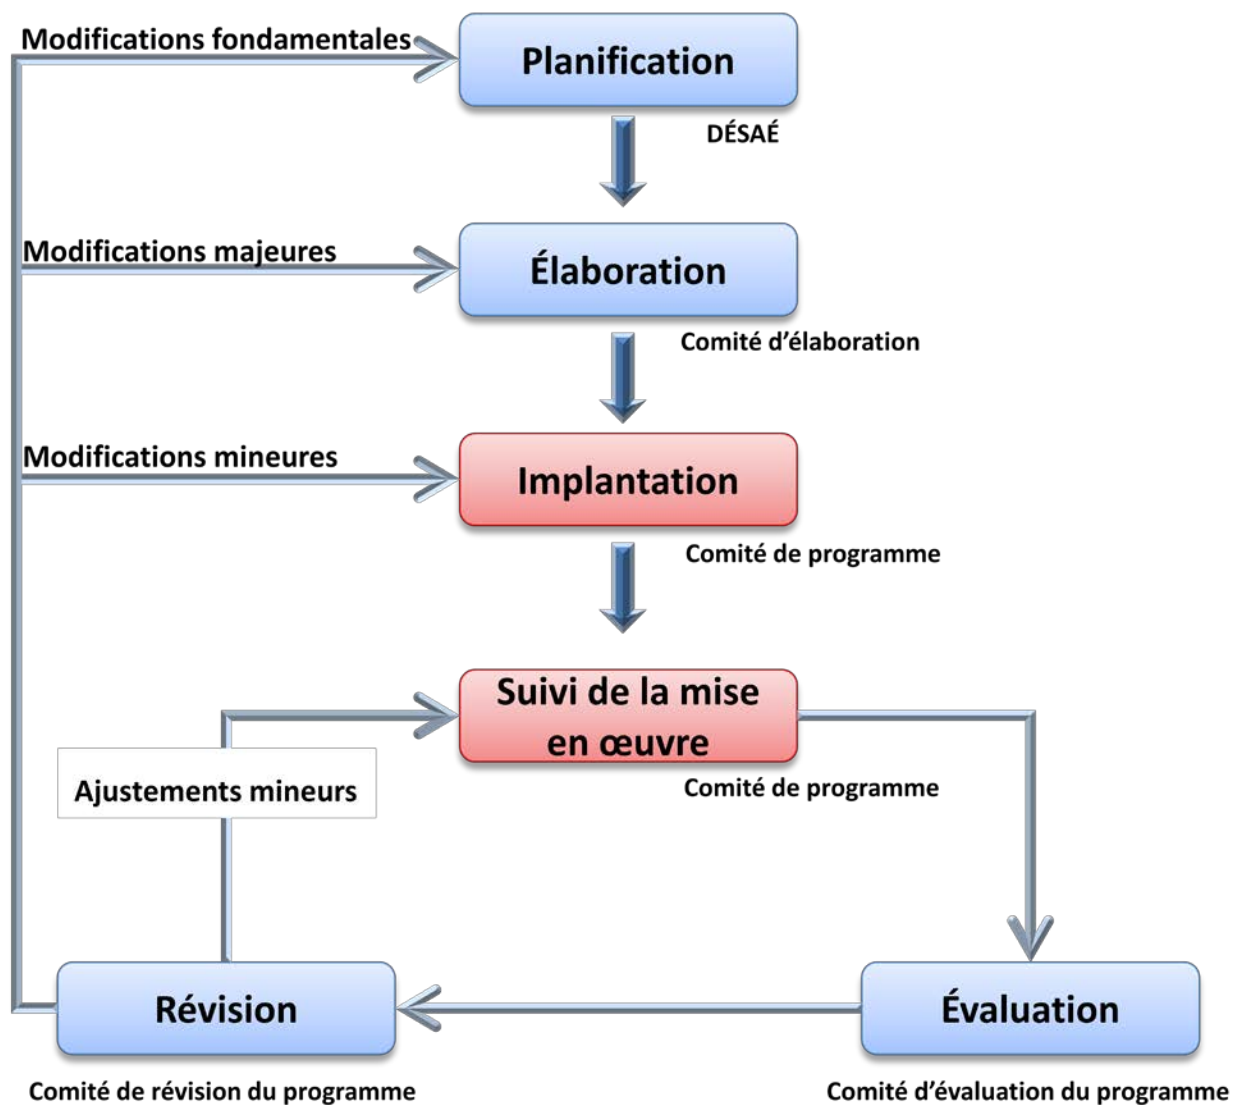 Modifications fondamentales
Planification
DÉSAÉ
Modifications majeures
Élaboration
Comité d’élaboration
Modifications mineures
Implantation
Comité de programme
Suivi de la mise
en œuvre
Ajustements mineurs
Comité de programme
Révision
Évaluation
Comité de révision du programme
Comité d’évaluation du programme